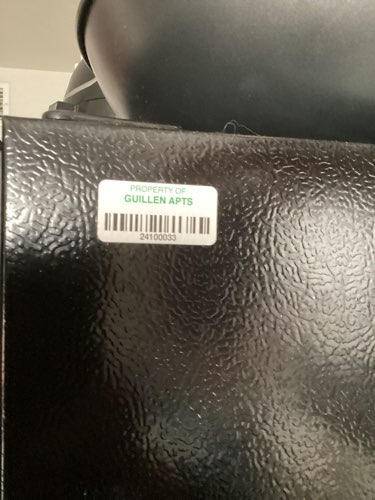 PROPERTY OF
GUILLEN APTS
24100033